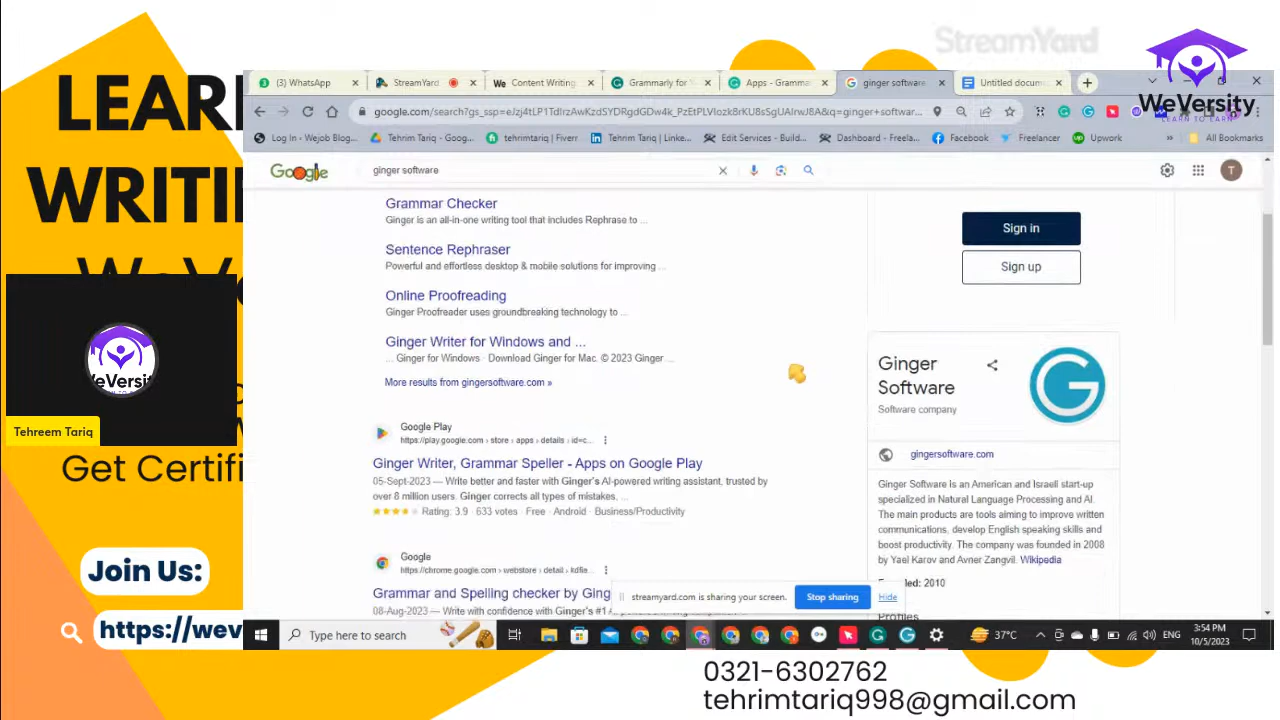 StreamYard
LEAR
WRITI
WeV
Get Certifi
Join Us:
https://wev
WeVersity
LEARN TO EARN
WeVersit
Tehreem Tariq
(3) WhatsApp
StreamYard
Content Writing
Grammarly for Y
Apps - Gramma
ginger software
Untitled docum
google.com/search?gs_ssp=eJzj4tLP1TdIrzAwKzdSYDRgdGDw4k_PzEtPLVIozk8rKU8sSgUAIrwJ8A&q=ginger+softwar...
Log In - Wejob Blog...
Tehrim Tariq - Goog...
tehrimtariq | Fiverr
Tehrim Tariq | Linke...
Edit Services - Build...
Dashboard - Freela...
Facebook
Freelancer
Upwork
»
All Bookmarks
Google
ginger software
T
Grammar Checker
Ginger is an all-in-one writing tool that includes Rephrase to ...
Sentence Rephraser
Powerful and effortless desktop & mobile solutions for improving ...
Online Proofreading
Ginger Proofreader uses groundbreaking technology to ...
Ginger Writer for Windows and ...
... Ginger for Windows · Download Ginger for Mac. © 2023 Ginger ...
More results from gingersoftware.com »
Google Play
https://play.google.com › store › apps › details › id=c...
Ginger Writer, Grammar Speller - Apps on Google Play
05-Sept-2023 — Write better and faster with Ginger's AI-powered writing assistant, trusted by
over 8 million users. Ginger corrects all types of mistakes, ...
Rating: 3.9 · 633 votes · Free · Android · Business/Productivity
Google
https://chrome.google.com › webstore › detail › kdfie...
Grammar and Spelling checker by Ging
08-Aug-2023 — Write with confidence with Ginger's #1
Sign in
Sign up
Ginger
Software
Software company
gingersoftware.com
Ginger Software is an American and Israeli start-up
specialized in Natural Language Processing and AI.
The main products are tools aiming to improve written
communications, develop English speaking skills and
boost productivity. The company was founded in 2008
by Yael Karov and Avner Zangvil. Wikipedia
Founded: 2010
Profiles
streamyard.com is sharing your screen.
Stop sharing
Hide
Type here to search
37°C
ENG
3:54 PM
10/5/2023
0321-6302762
tehrimtariq998@gmail.com